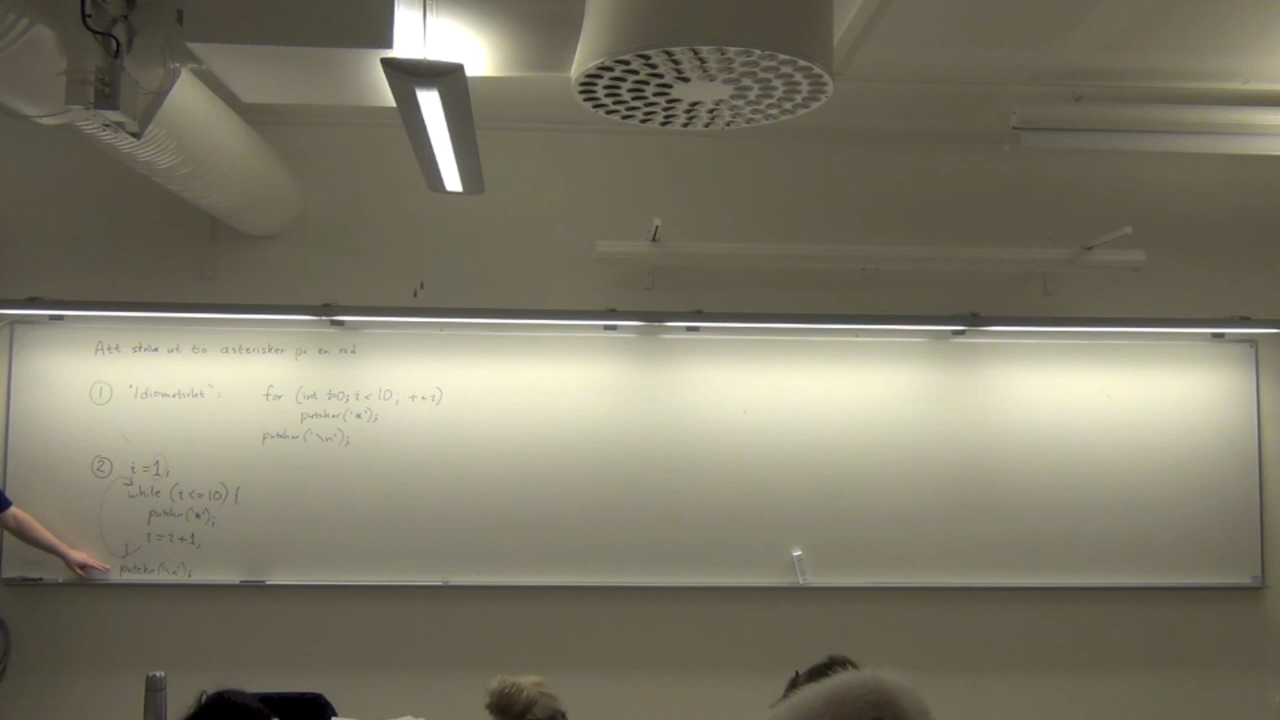 Att skriva ut tio asterisker på en rad
① "Idiomatiskt": for (int i=0; i < 10; ++i)
putchar('*');
putchar('\n');
② i = 1;
while (i <= 10) {
putchar('*');
i = i + 1;
}
putchar('\n');